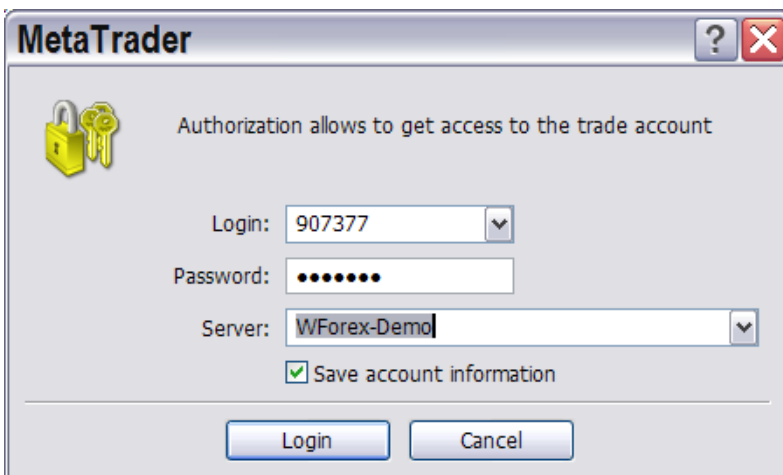 MetaTrader
?
Authorization allows to get access to the trade account
Login: 907377
Password: •••••••
Server: WForex-Demo
Save account information
Login Cancel